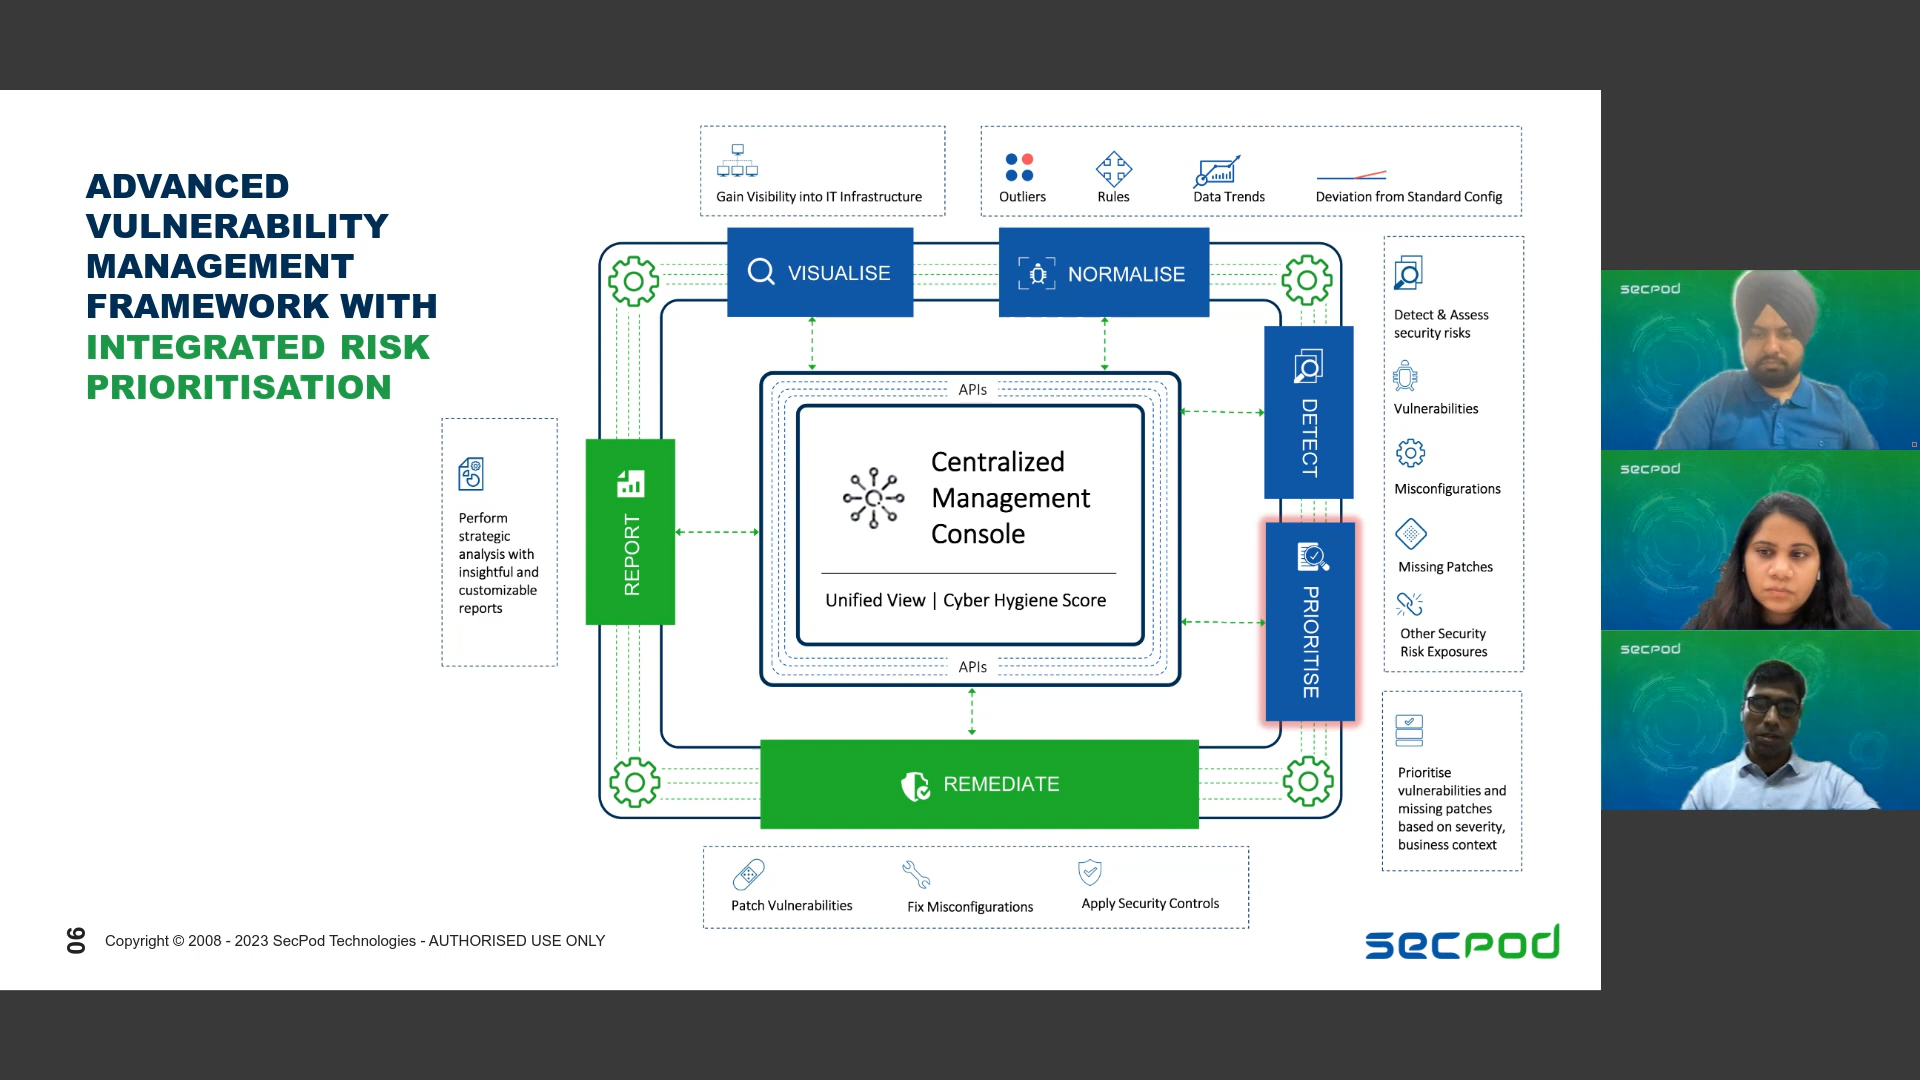 ADVANCED
VULNERABILITY
MANAGEMENT
FRAMEWORK WITH
INTEGRATED RISK
PRIORITISATION
Gain Visibility into IT Infrastructure
Outliers
Rules
Data Trends
Deviation from Standard Config
VISUALISE
NORMALISE
DETECT
PRIORITISE
REMEDIATE
REPORT
APIs
Centralized
Management
Console
Unified View | Cyber Hygiene Score
APIs
Detect & Assess
security risks
Vulnerabilities
Misconfigurations
Missing Patches
Other Security
Risk Exposures
Prioritise
vulnerabilities and
missing patches
based on severity,
business context
Perform
strategic
analysis with
insightful and
customizable
reports
Patch Vulnerabilities
Fix Misconfigurations
Apply Security Controls
06
Copyright © 2008 - 2023 SecPod Technologies - AUTHORISED USE ONLY
secpod
secpod
secpod
secpod